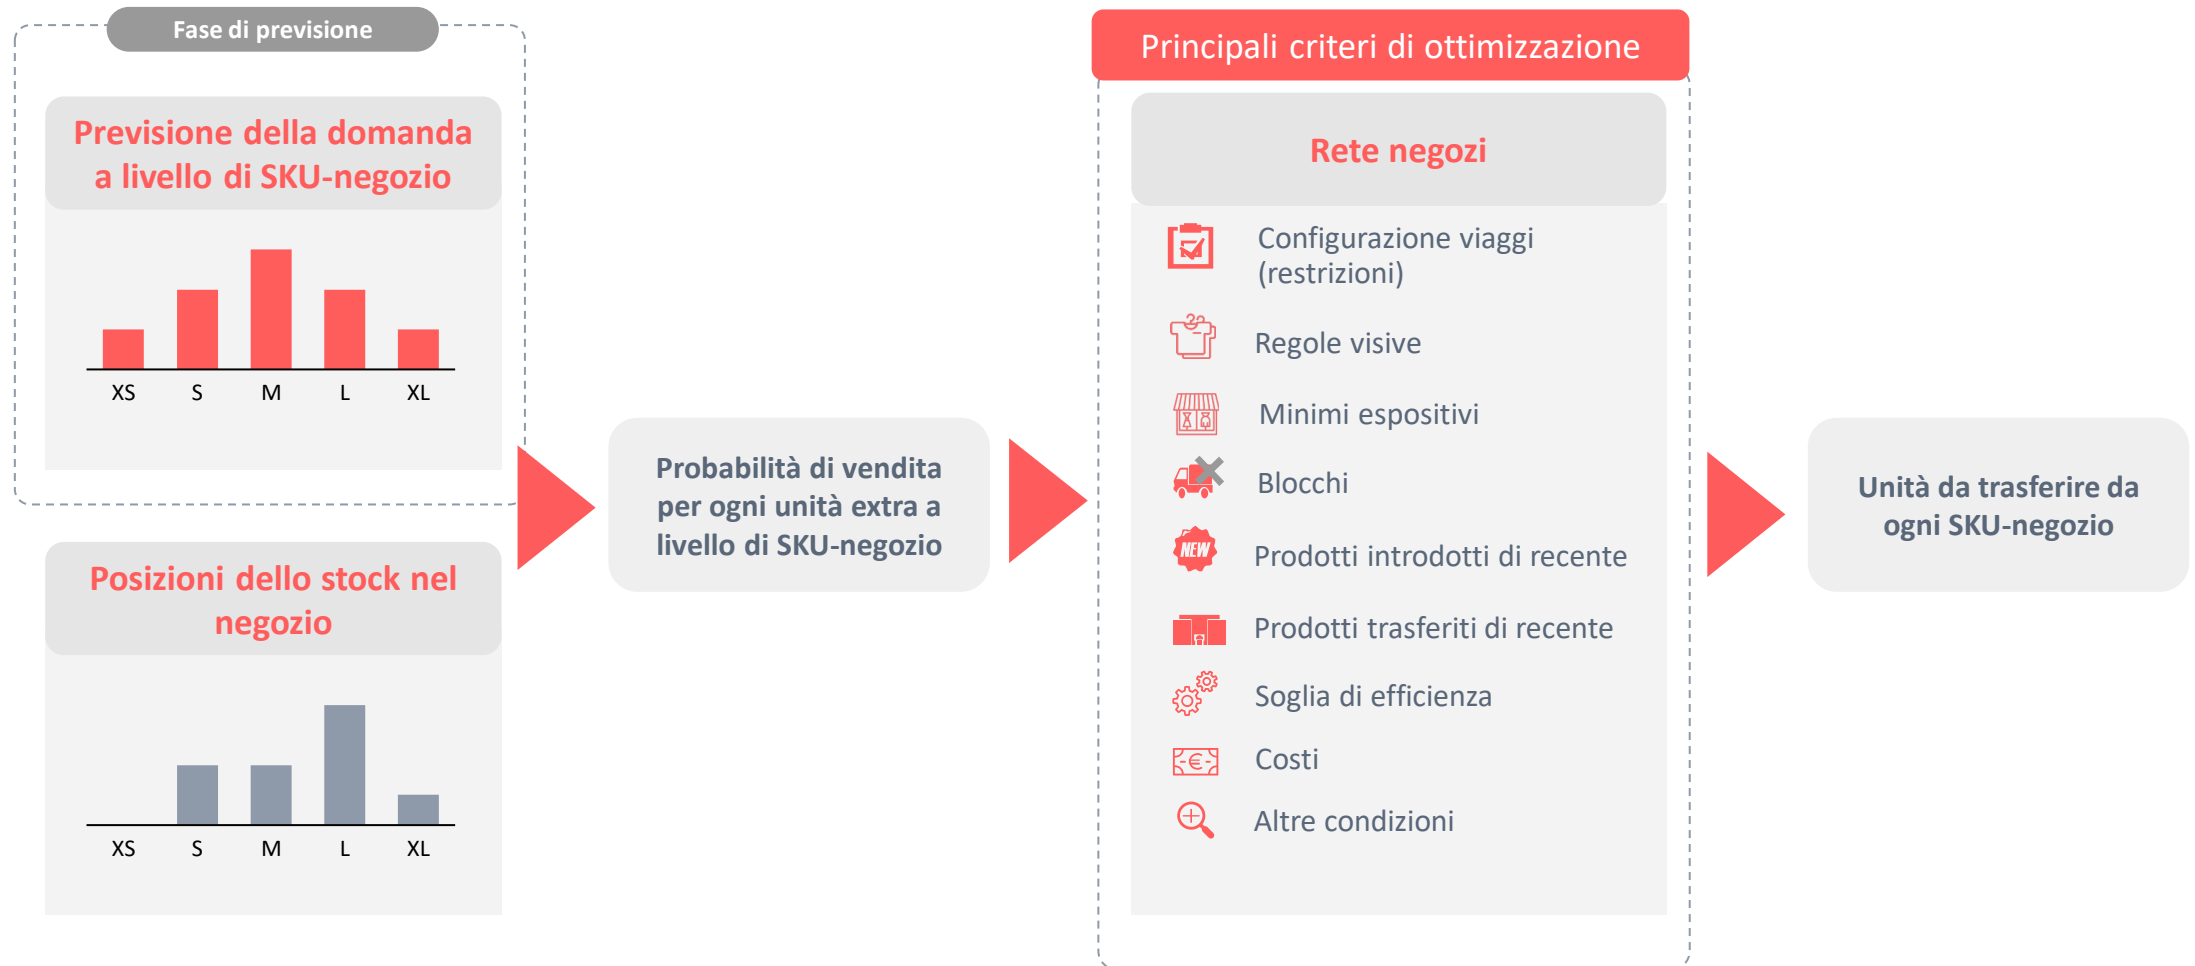 Fase di previsione
Previsione della domanda
a livello di SKU-negozio
XS S M L XL
Posizioni dello stock nel
negozio
XS S M L XL
Probabilità di vendita
per ogni unità extra a
livello di SKU-negozio
Principali criteri di ottimizzazione
Rete negozi
Configurazione viaggi
(restrizioni)
Regole visive
Minimi espositivi
Blocchi
NEW
Prodotti introdotti di recente
Prodotti trasferiti di recente
Soglia di efficienza
-€-
Costi
Altre condizioni
Unità da trasferire da
ogni SKU-negozio